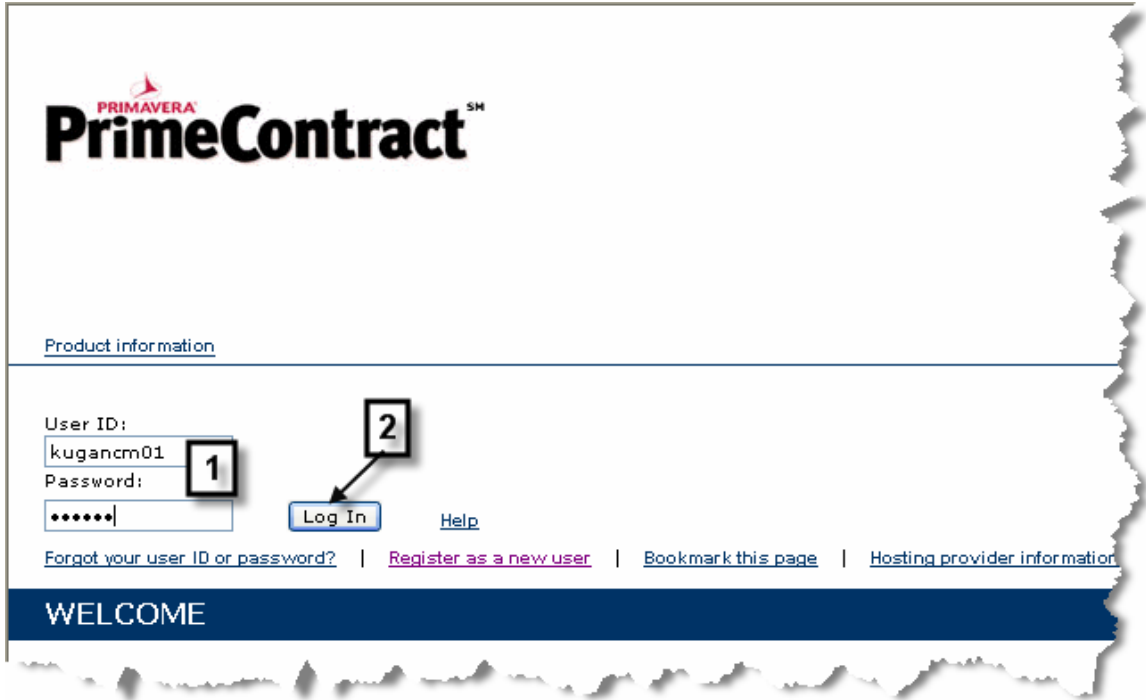 PRIMAVERA
PrimeContract SM
Product information
User ID:
kugancm01
1
2
Password:
••••••
Log In
Help
Forgot your user ID or password? | Register as a new user | Bookmark this page | Hosting provider information
WELCOME